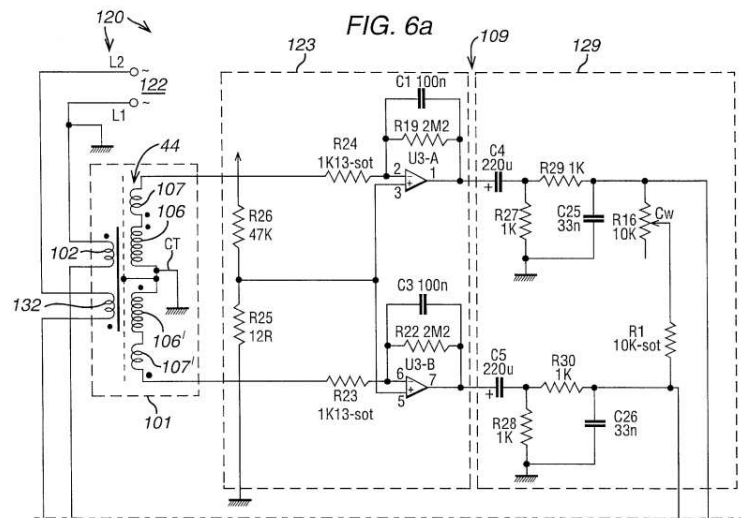 FIG. 6a
120
L2
~
122
~
L1
123
109
129
C1 100n
R19 2M2
U3-A
R24
1K13-sot
2
3
+
1
C4
220u
+
R29 1K
R27
1K
C25
33n
R16
10K
Cw
44
107
106
CT
102
132
106'
107'
101
R26
47K
R25
12R
C3 100n
R22 2M2
U3-B
R23
1K13-sot
6
5
+
7
C5
220u
+
R30
1K
R28
1K
C26
33n
R1
10K-sot